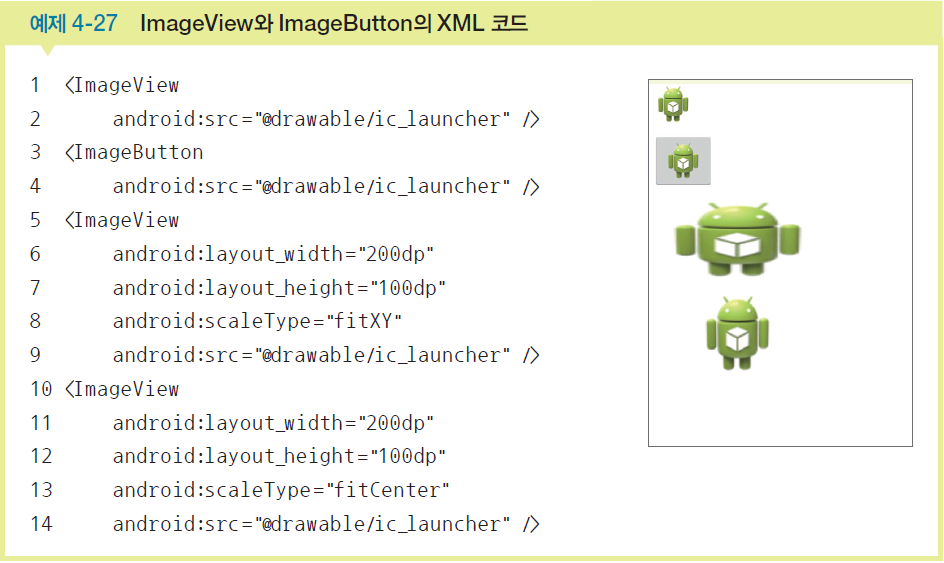 예제 4-27 ImageView와 ImageButton의 XML 코드
1 <ImageView
2 android:src="@drawable/ic_launcher" />
3 <ImageButton
4 android:src="@drawable/ic_launcher" />
5 <ImageView
6 android:layout_width="200dp"
7 android:layout_height="100dp"
8 android:scaleType="fitXY"
9 android:src="@drawable/ic_launcher" />
10 <ImageView
11 android:layout_width="200dp"
12 android:layout_height="100dp"
13 android:scaleType="fitCenter"
14 android:src="@drawable/ic_launcher" />